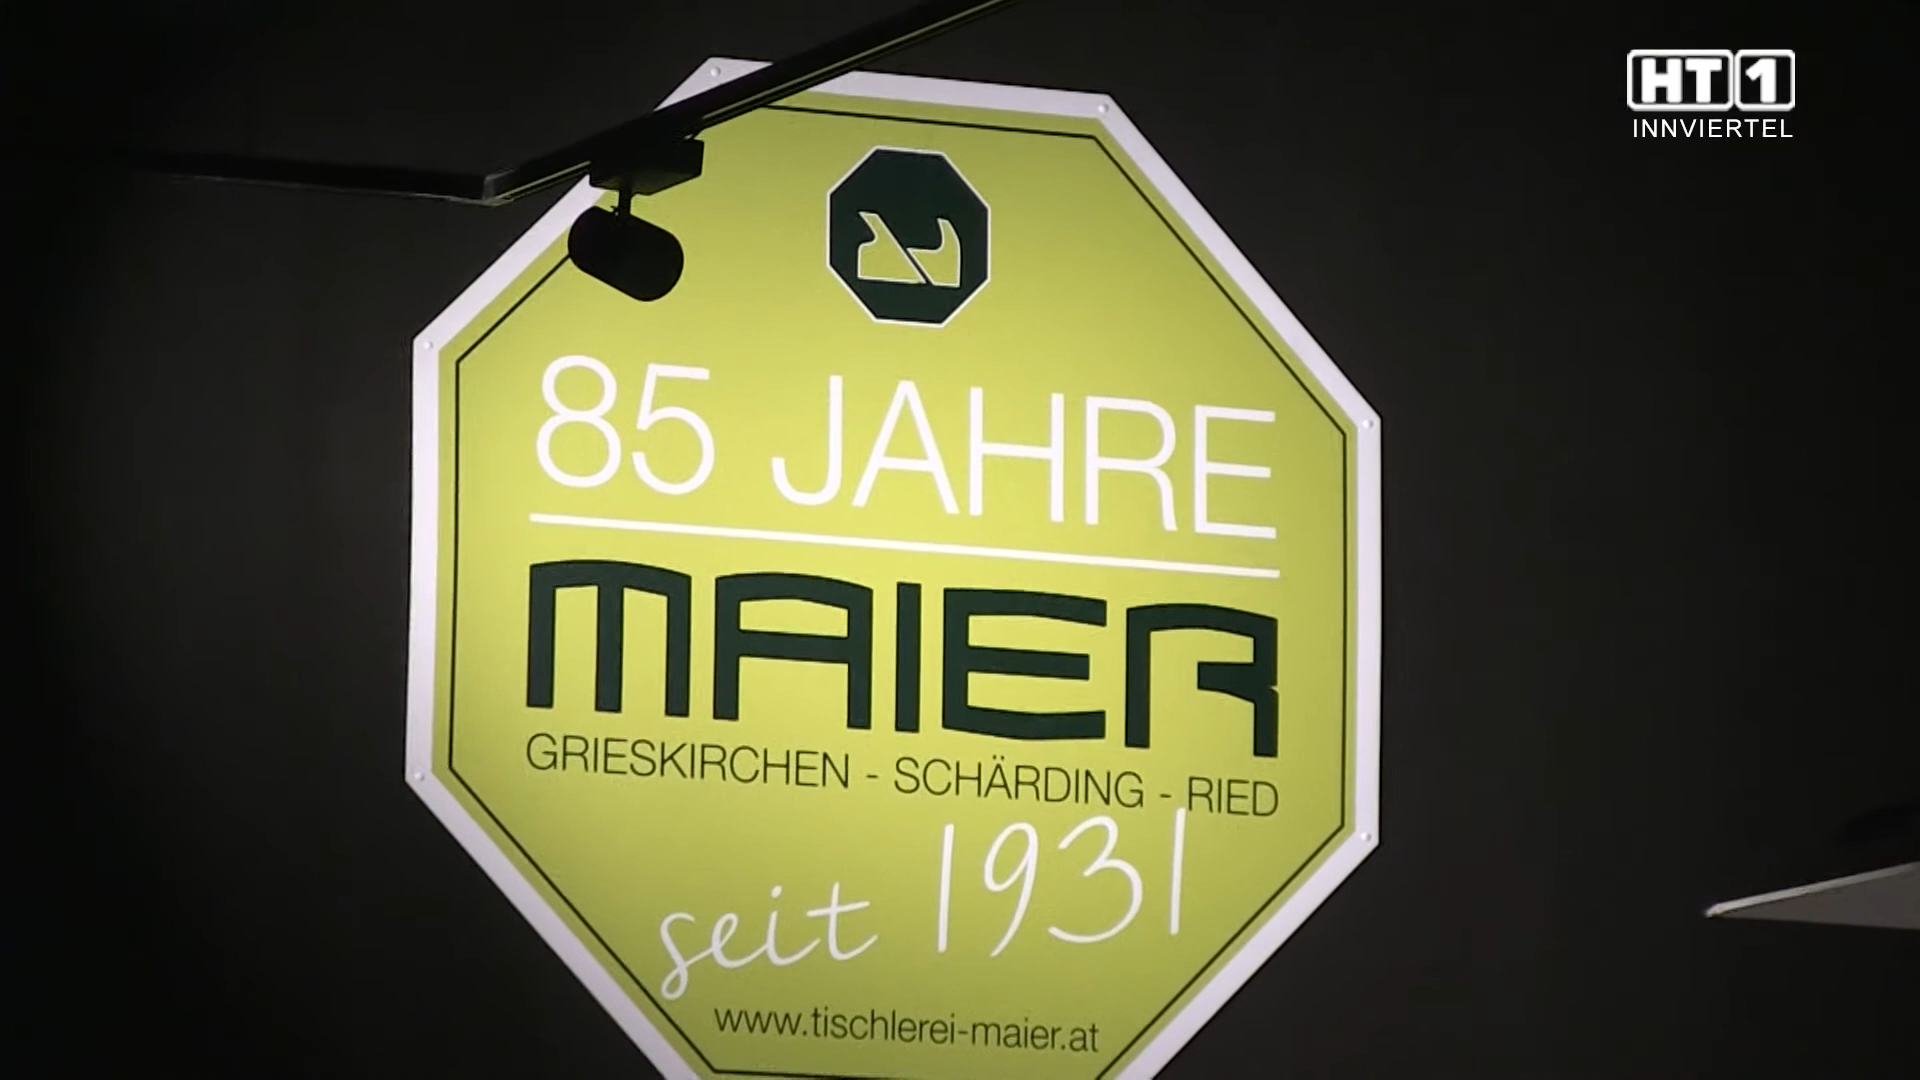 HT1
INNVIERTEL
85 JAHRE
MAIER
GRIESKIRCHEN - SCHÄRDING - RIED
seit 1931
www.tischlerei-maier.at